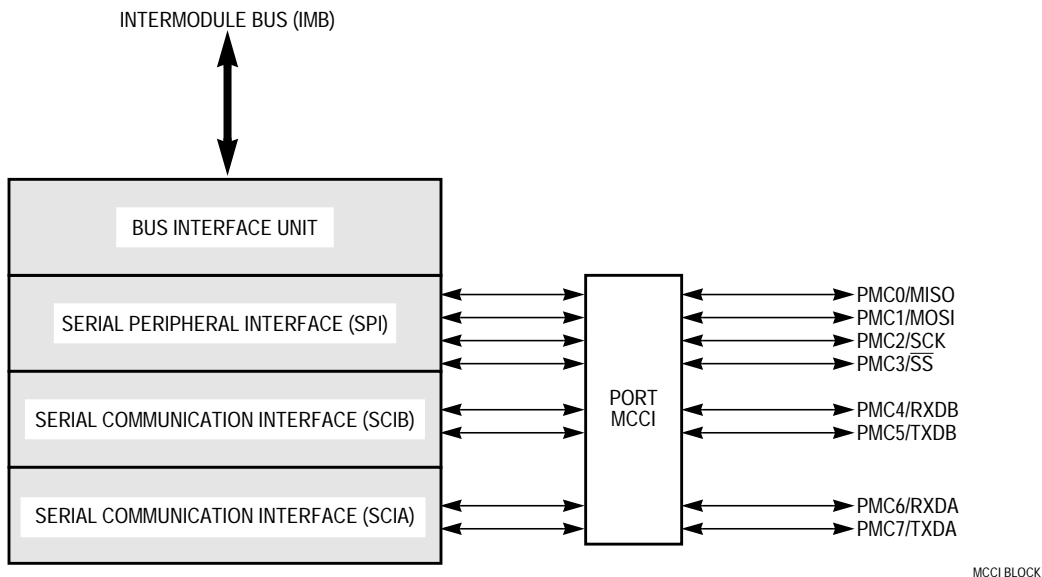 INTERMODULE BUS (IMB)
BUS INTERFACE UNIT
SERIAL PERIPHERAL INTERFACE (SPI)
SERIAL COMMUNICATION INTERFACE (SCIB)
SERIAL COMMUNICATION INTERFACE (SCIA)
PORT
MCCI
PMC0/MISO
PMC1/MOSI
PMC2/SCK
PMC3/S̅S̅
PMC4/RXDB
PMC5/TXDB
PMC6/RXDA
PMC7/TXDA
MCCI BLOCK